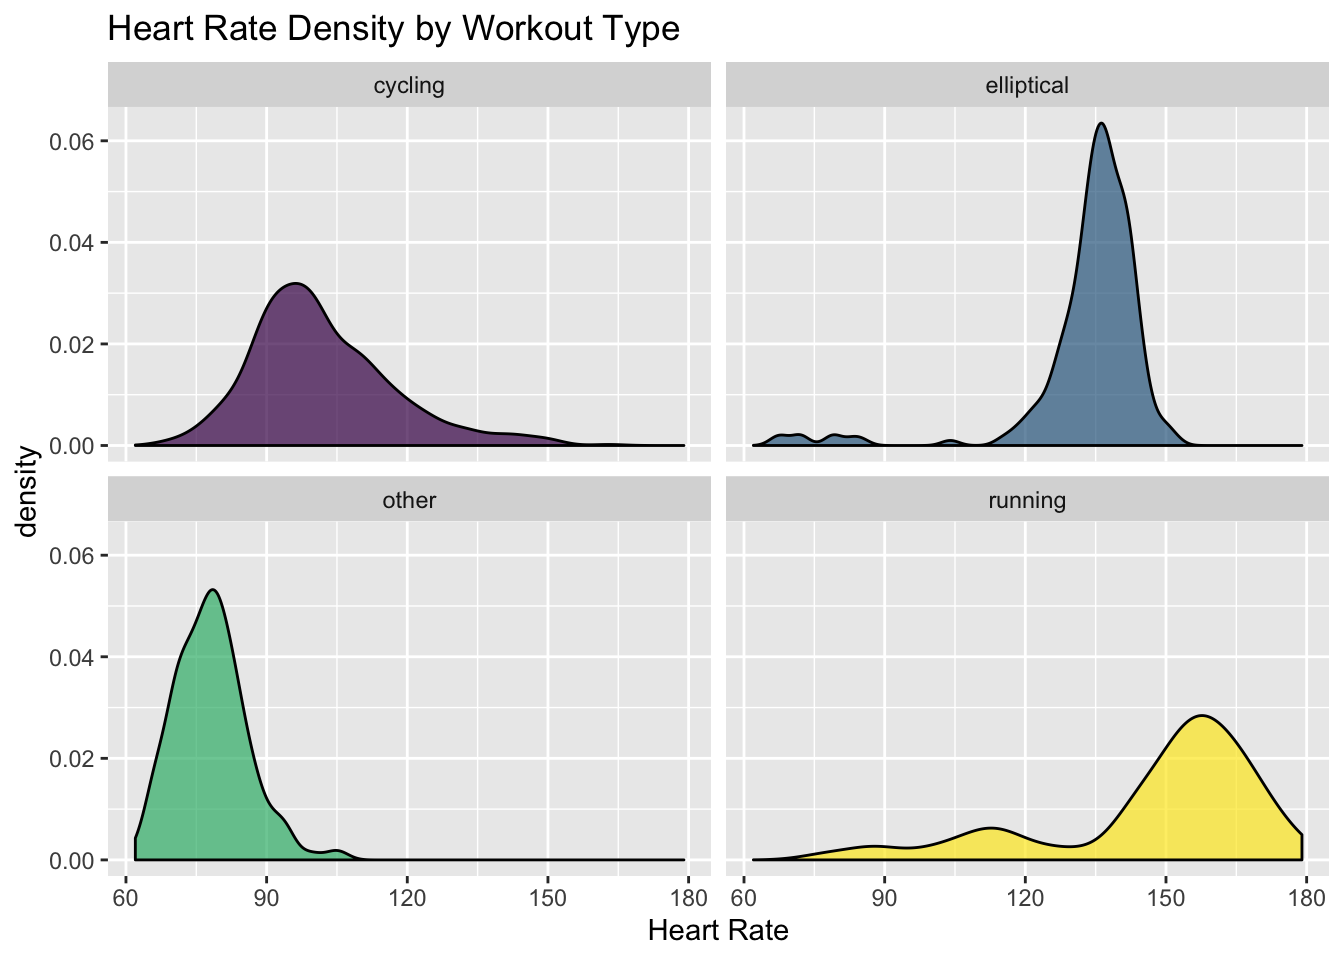 Heart Rate Density by Workout Type
cycling
elliptical
0.06
0.04
0.02
0.00
other
running
0.06
0.04
0.02
0.00
60 90 120 150 180 60 90 120 150 180
density
Heart Rate